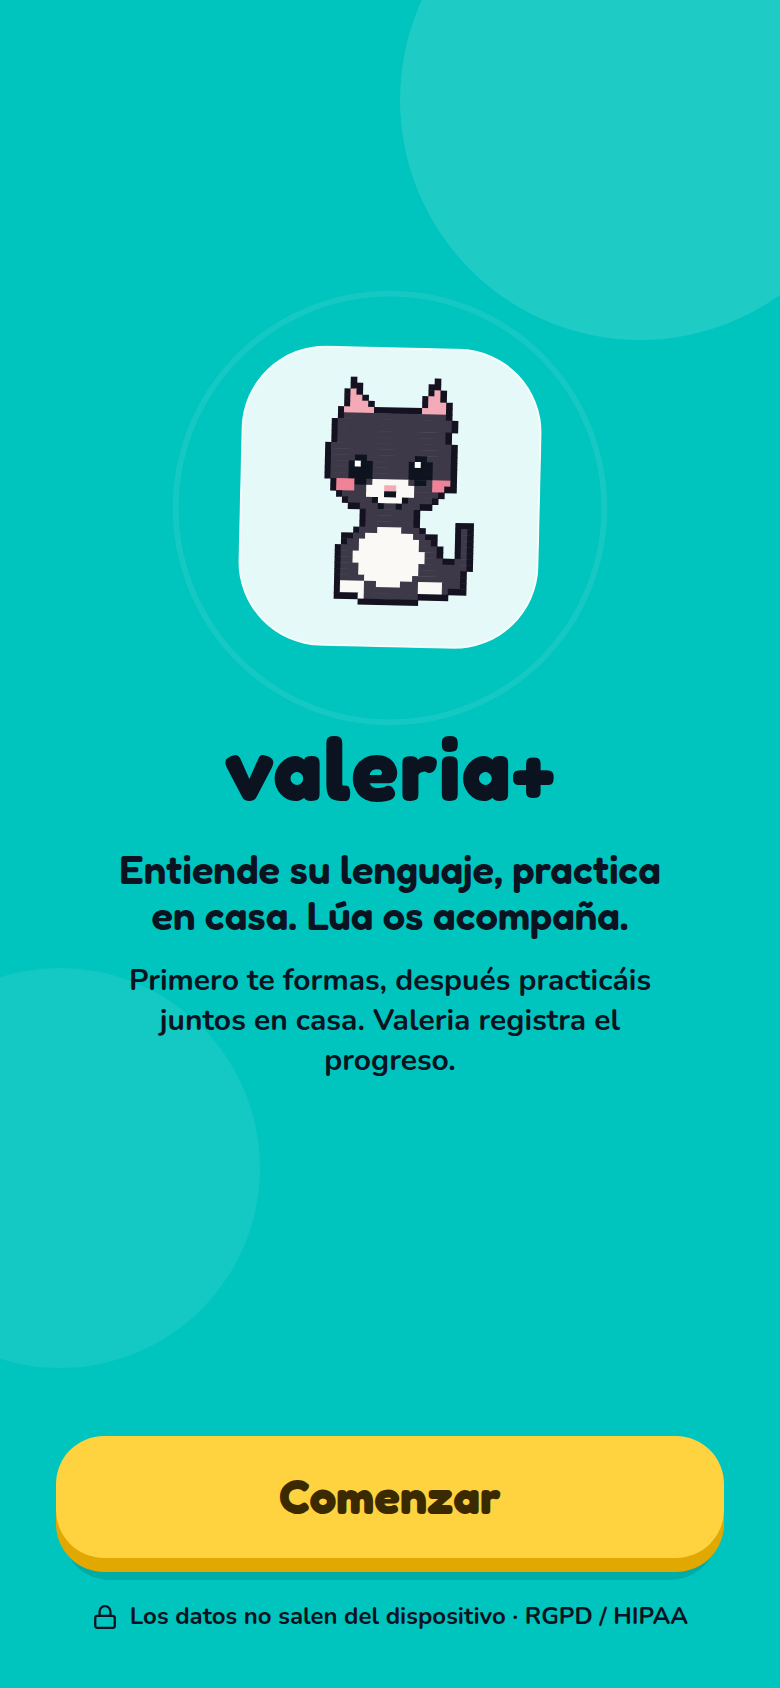 valeria+
Entiende su lenguaje, practica
en casa. Lúa os acompaña.
Primero te formas, después practicáis
juntos en casa. Valeria registra el
progreso.
Comenzar
Los datos no salen del dispositivo · RGPD / HIPAA